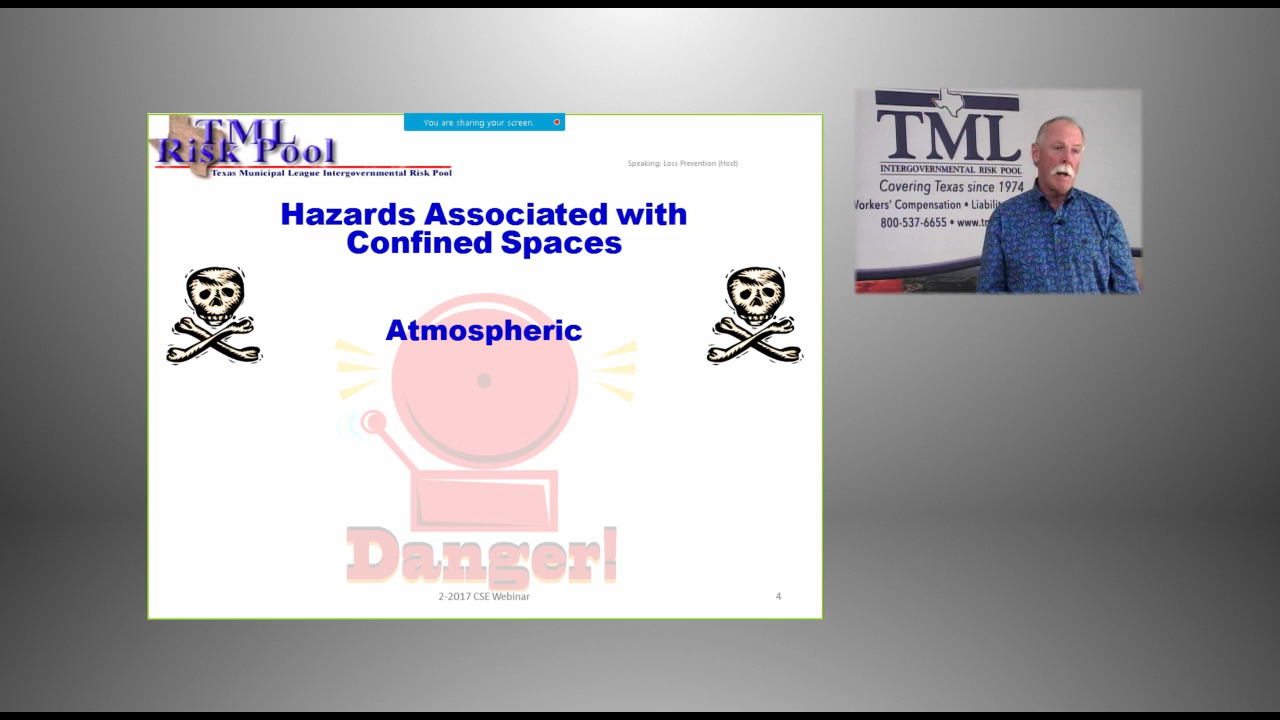 TML
Risk Pool
Texas Municipal League Intergovernmental Risk Pool
You are sharing your screen.
Speaking: Loss Prevention (Host)
Hazards Associated with
Confined Spaces
Atmospheric
Danger!
2-2017 CSE Webinar
4
TML
INTERGOVERNMENTAL RISK POOL
Covering Texas since 1974
Workers' Compensation • Liabilit
800-537-6655 • www.tm